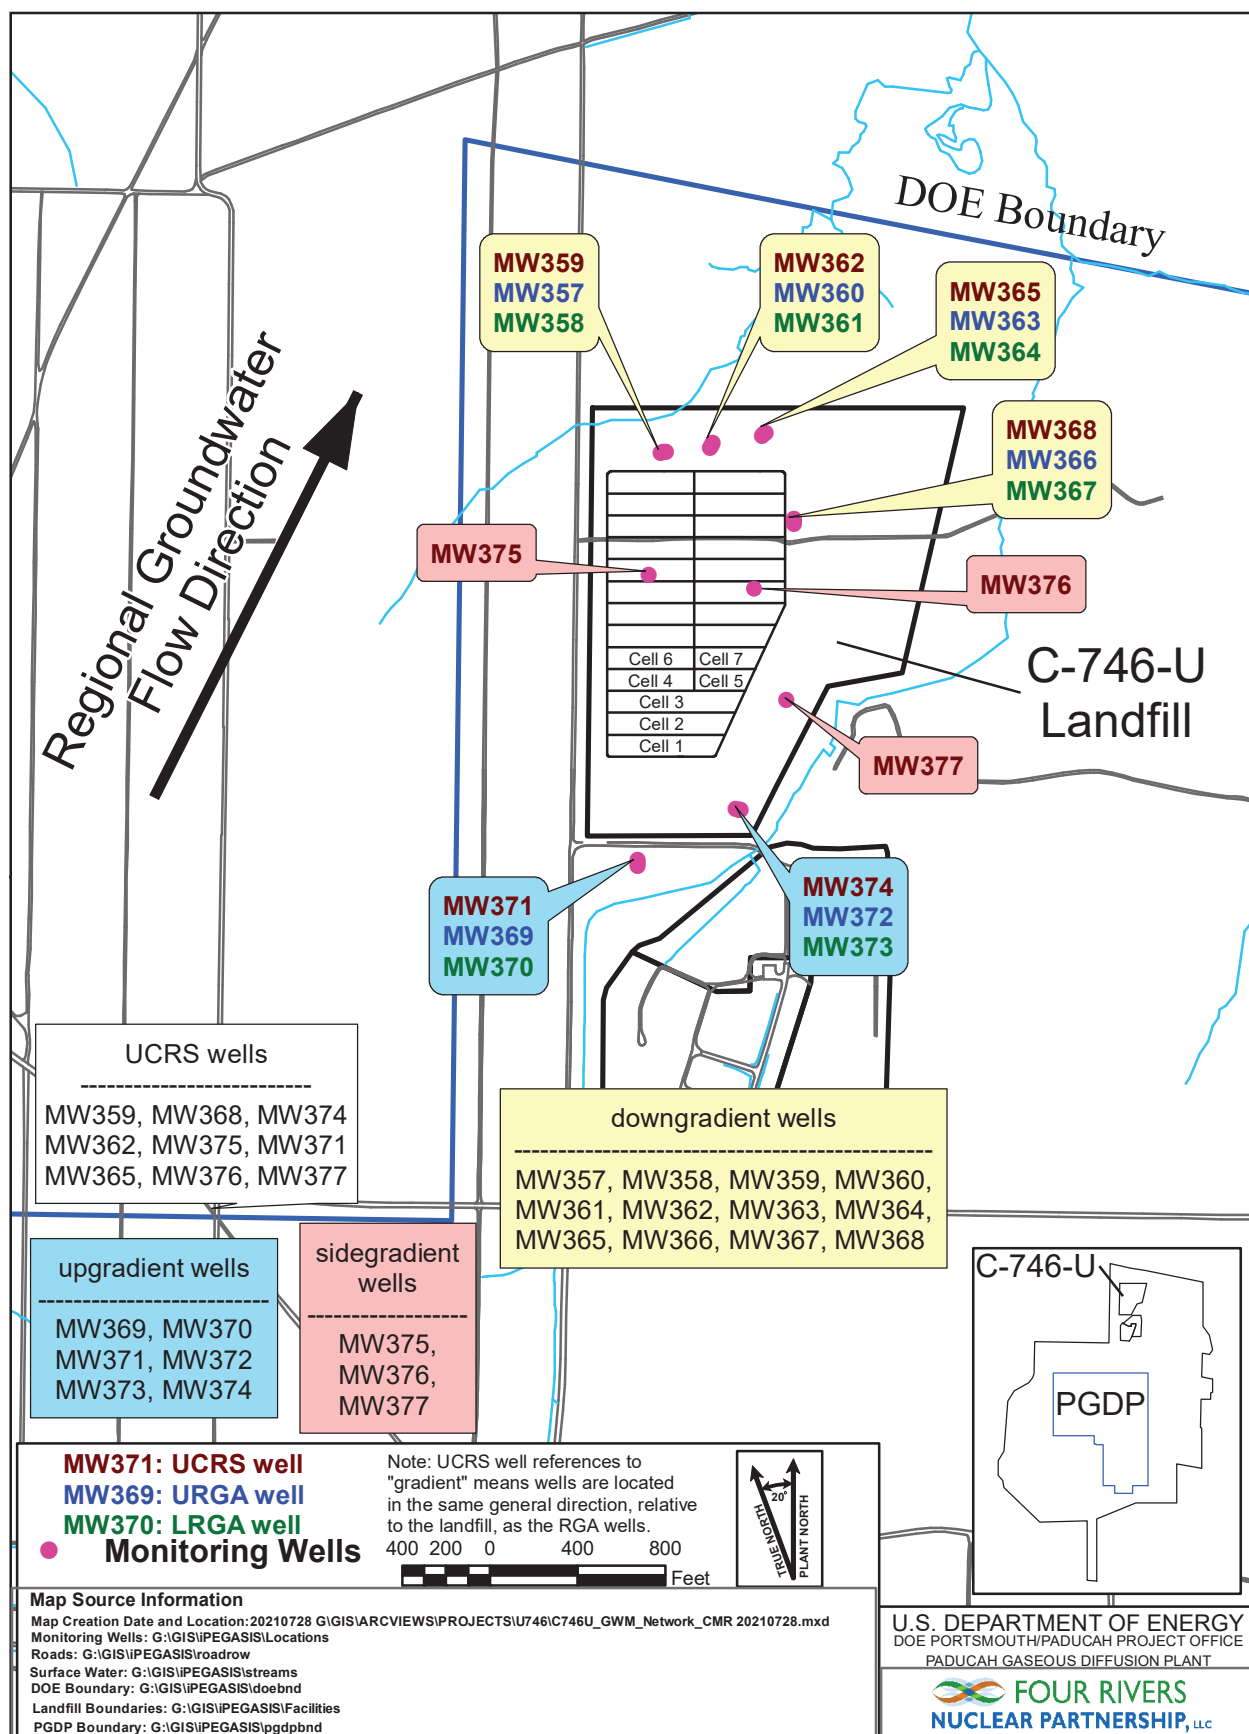 DOE Boundary
MW359
MW357
MW358
MW362
MW360
MW361
MW365
MW363
MW364
MW368
MW366
MW367
Regional Groundwater
Flow Direction
MW375
MW376
C-746-U
Landfill
Cell 6
Cell 7
Cell 4
Cell 5
Cell 3
Cell 2
Cell 1
MW377
MW371
MW369
MW370
MW374
MW372
MW373
UCRS wells
---------------------------
MW359, MW368, MW374
MW362, MW375, MW371
MW365, MW376, MW377
downgradient wells
------------------------------------------------
MW357, MW358, MW359, MW360,
MW361, MW362, MW363, MW364,
MW365, MW366, MW367, MW368
upgradient wells
---------------------------
MW369, MW370
MW371, MW372
MW373, MW374
sidegradient
wells
------------------
MW375,
MW376,
MW377
C-746-U
PGDP
MW371: UCRS well
MW369: URGA well
MW370: LRGA well
Monitoring Wells
Note: UCRS well references to
"gradient" means wells are located
in the same general direction, relative
to the landfill, as the RGA wells.
400 200 0 400 800
Feet
20°
TRUE NORTH
PLANT NORTH
Map Source Information
Map Creation Date and Location:20210728 G\GIS\ARCVIEWS\PROJECTS\U746\C746U_GWM_Network_CMR 20210728.mxd
Monitoring Wells: G:\GIS\iPEGASIS\Locations
Roads: G:\GIS\iPEGASIS\roadrow
Surface Water: G:\GIS\iPEGASIS\streams
DOE Boundary: G:\GIS\iPEGASIS\doebnd
Landfill Boundaries: G:\GIS\iPEGASIS\Facilities
PGDP Boundary: G:\GIS\iPEGASIS\pgdpbnd
U.S. DEPARTMENT OF ENERGY
DOE PORTSMOUTH/PADUCAH PROJECT OFFICE
PADUCAH GASEOUS DIFFUSION PLANT
FOUR RIVERS
NUCLEAR PARTNERSHIP, LLC